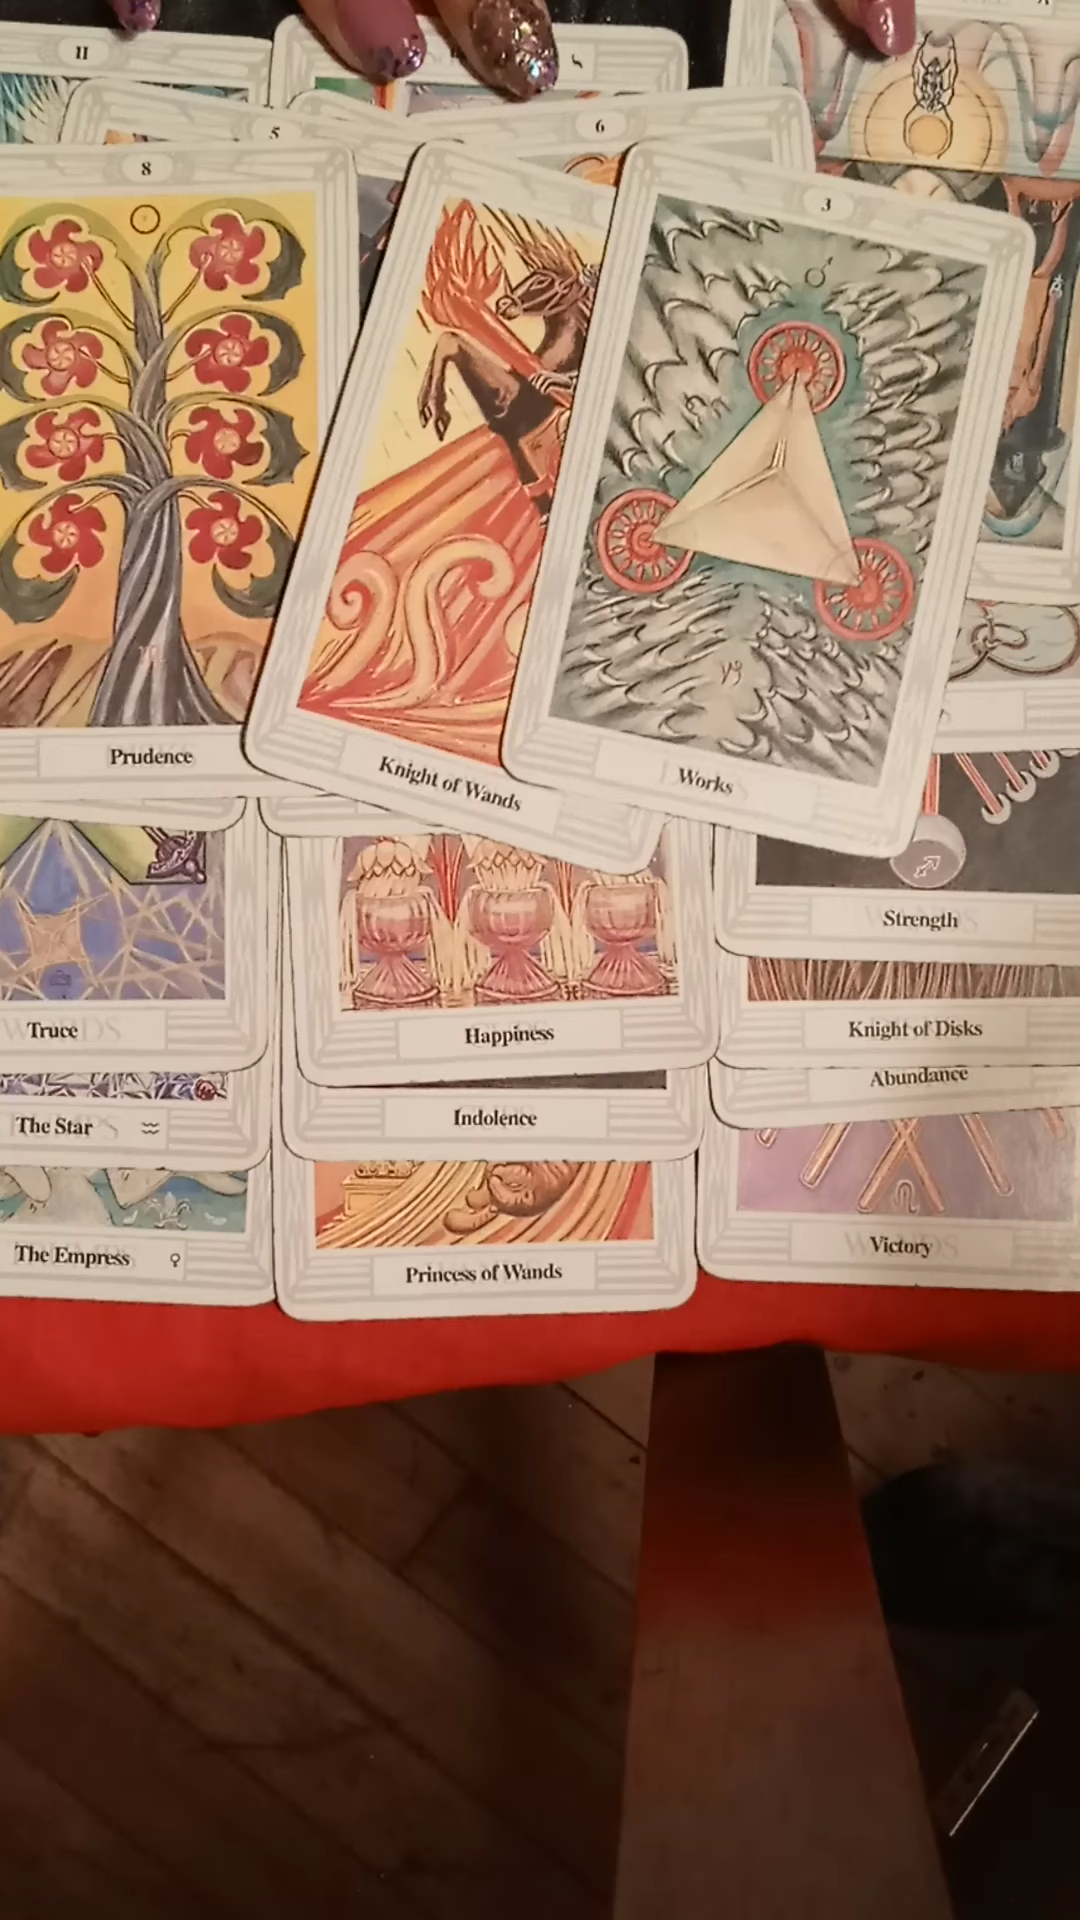 II
5
6
8
3
Prudence
Knight of Wands
Works
Strength
Truce
Happiness
Knight of Disks
Abundance
The Star
Indolence
Victory
The Empress
Princess of Wands